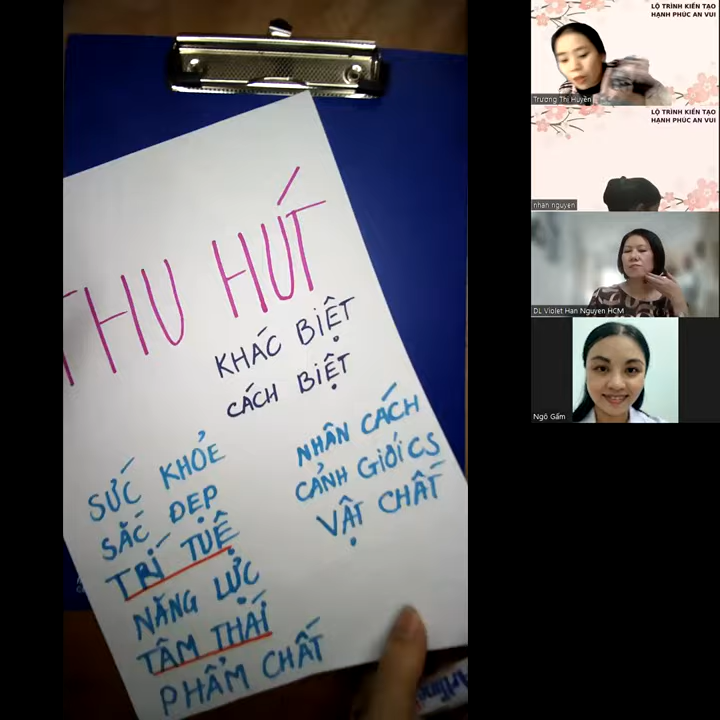 THU HÚT
KHÁC BIỆT
CÁCH BIỆT
SỨC KHỎE
SẮC ĐẸP
TRÍ TUỆ
NĂNG LỰC
TÂM THÁI
PHẨM CHẤT
NHÂN CÁCH
CẢNH GIỚI CS
VẬT CHẤT
LỘ TRÌNH KIẾN TẠO
HẠNH PHÚC AN VUI
Trương Thị Huyền
LỘ TRÌNH KIẾN TẠO
HẠNH PHÚC AN VUI
nhàn nguyen
DL Violet Han Nguyen HCM
Ngô Gấm